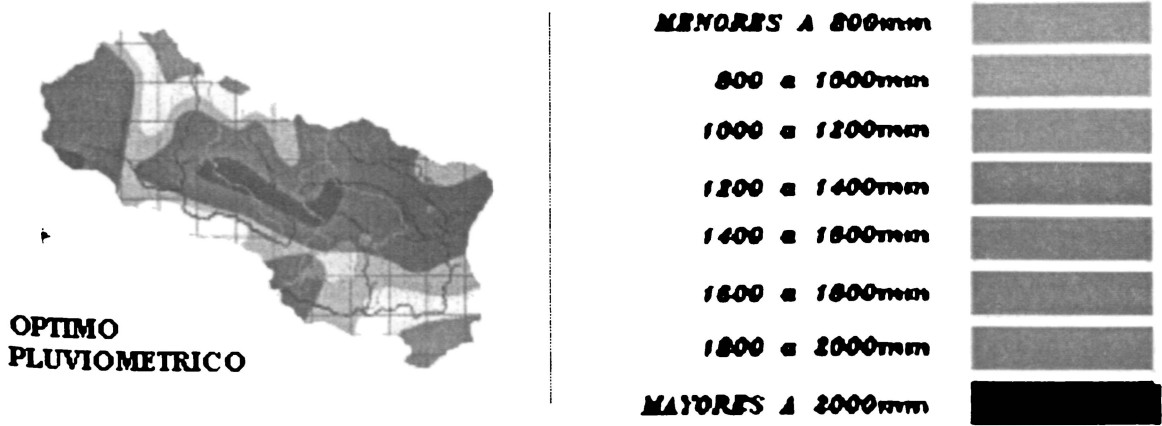 MENORES A 800mm
800 a 1000mm
1000 a 1200mm
1200 a 1400mm
1400 a 1600mm
1600 a 1800mm
1800 a 2000mm
MAYORES A 2000mm
OPTIMO
PLUVIOMETRICO